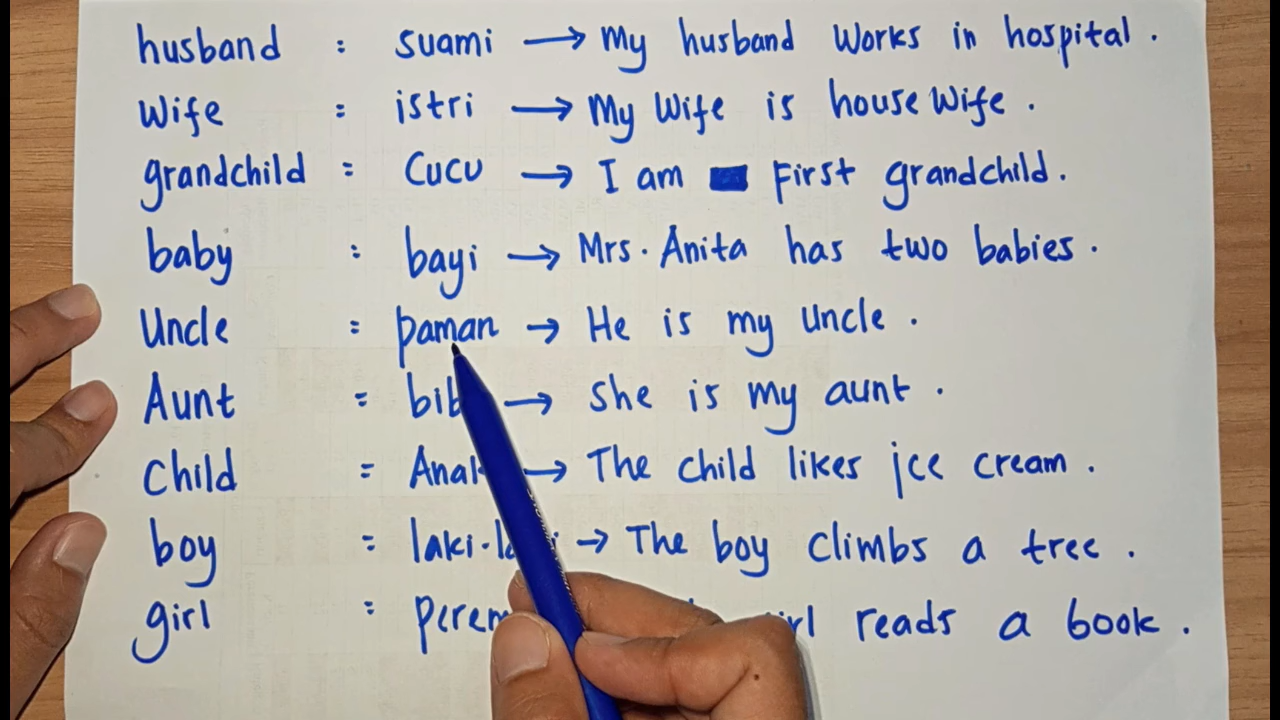 husband : suami → My husband works in hospital .
Wife : istri → My Wife is house wife .
grandchild = Cucu → I am First grandchild.
baby : bayi → Mrs. Anita has two babies .
Uncle = paman → He is my Uncle .
Aunt = → She is my aunt .
Child = → The child likes ice cream .
boy = → The boy climbs a tree .
girl : reads a book .